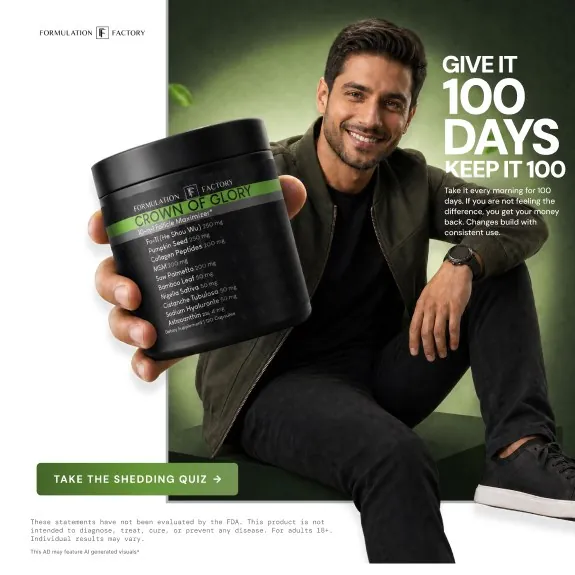 FORMULATION F FACTORY
GIVE IT
100
DAYS
KEEP IT 100
Take it every morning for 100
days. If you are not feeling the
difference, you get your money
back. Changes build with
consistent use.
FORMULATION F FACTORY
CROWN OF GLORY
Follicle Maximizer*
Fo-Ti (He Shou Wu) 350 mg
Pumpkin Seed 250 mg
Collagen Peptides 200 mg
MSM 200 mg
Saw Palmetto 200 mg
Bamboo Leaf 50 mg
Nigella Sativa 50 mg
Cistanche Tubulosa 50 mg
Sodium Hyaluronate 50 mg
Astaxanthin
Dietary Supplement | Capsules
TAKE THE SHEDDING QUIZ →
These statements have not been evaluated by the FDA. This product is not
intended to diagnose, treat, cure, or prevent any disease. For adults 18+.
Individual results may vary.
This AD may feature AI generated visuals*